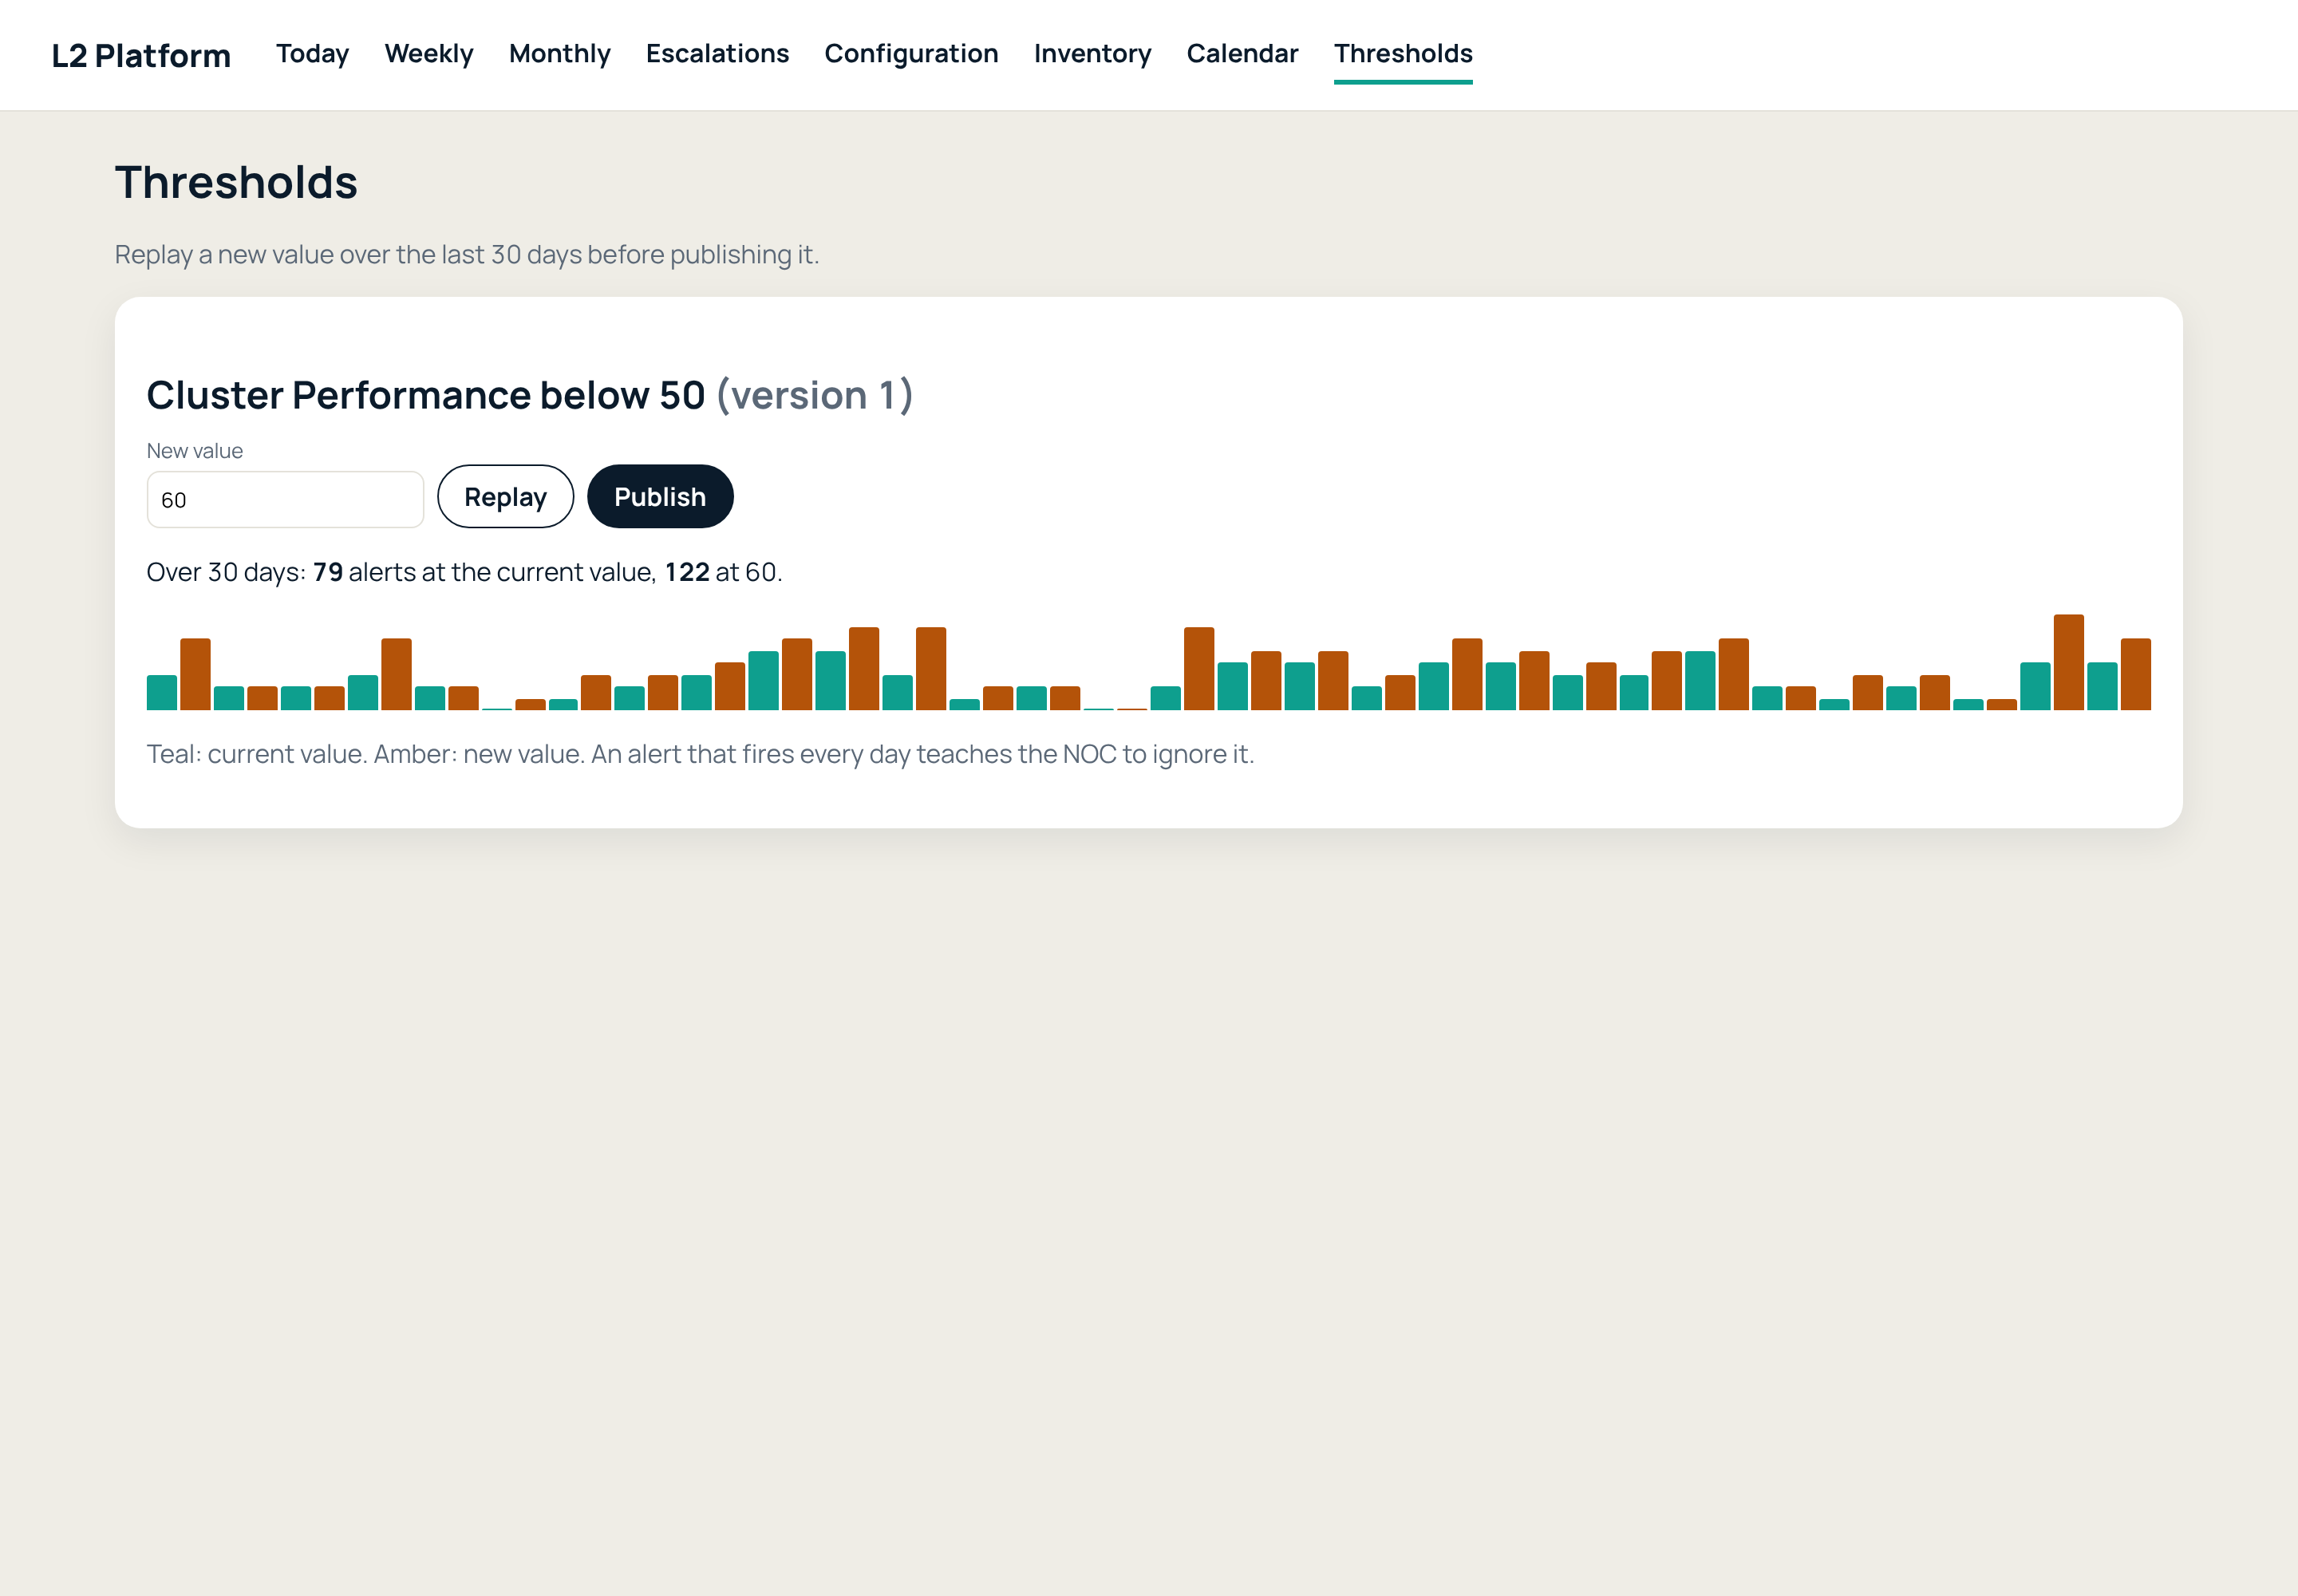 L2 Platform Today Weekly Monthly Escalations Configuration Inventory Calendar Thresholds
Thresholds
Replay a new value over the last 30 days before publishing it.
Cluster Performance below 50 (version 1)
New value
60 Replay Publish
Over 30 days: 79 alerts at the current value, 122 at 60.
Teal: current value. Amber: new value. An alert that fires every day teaches the NOC to ignore it.